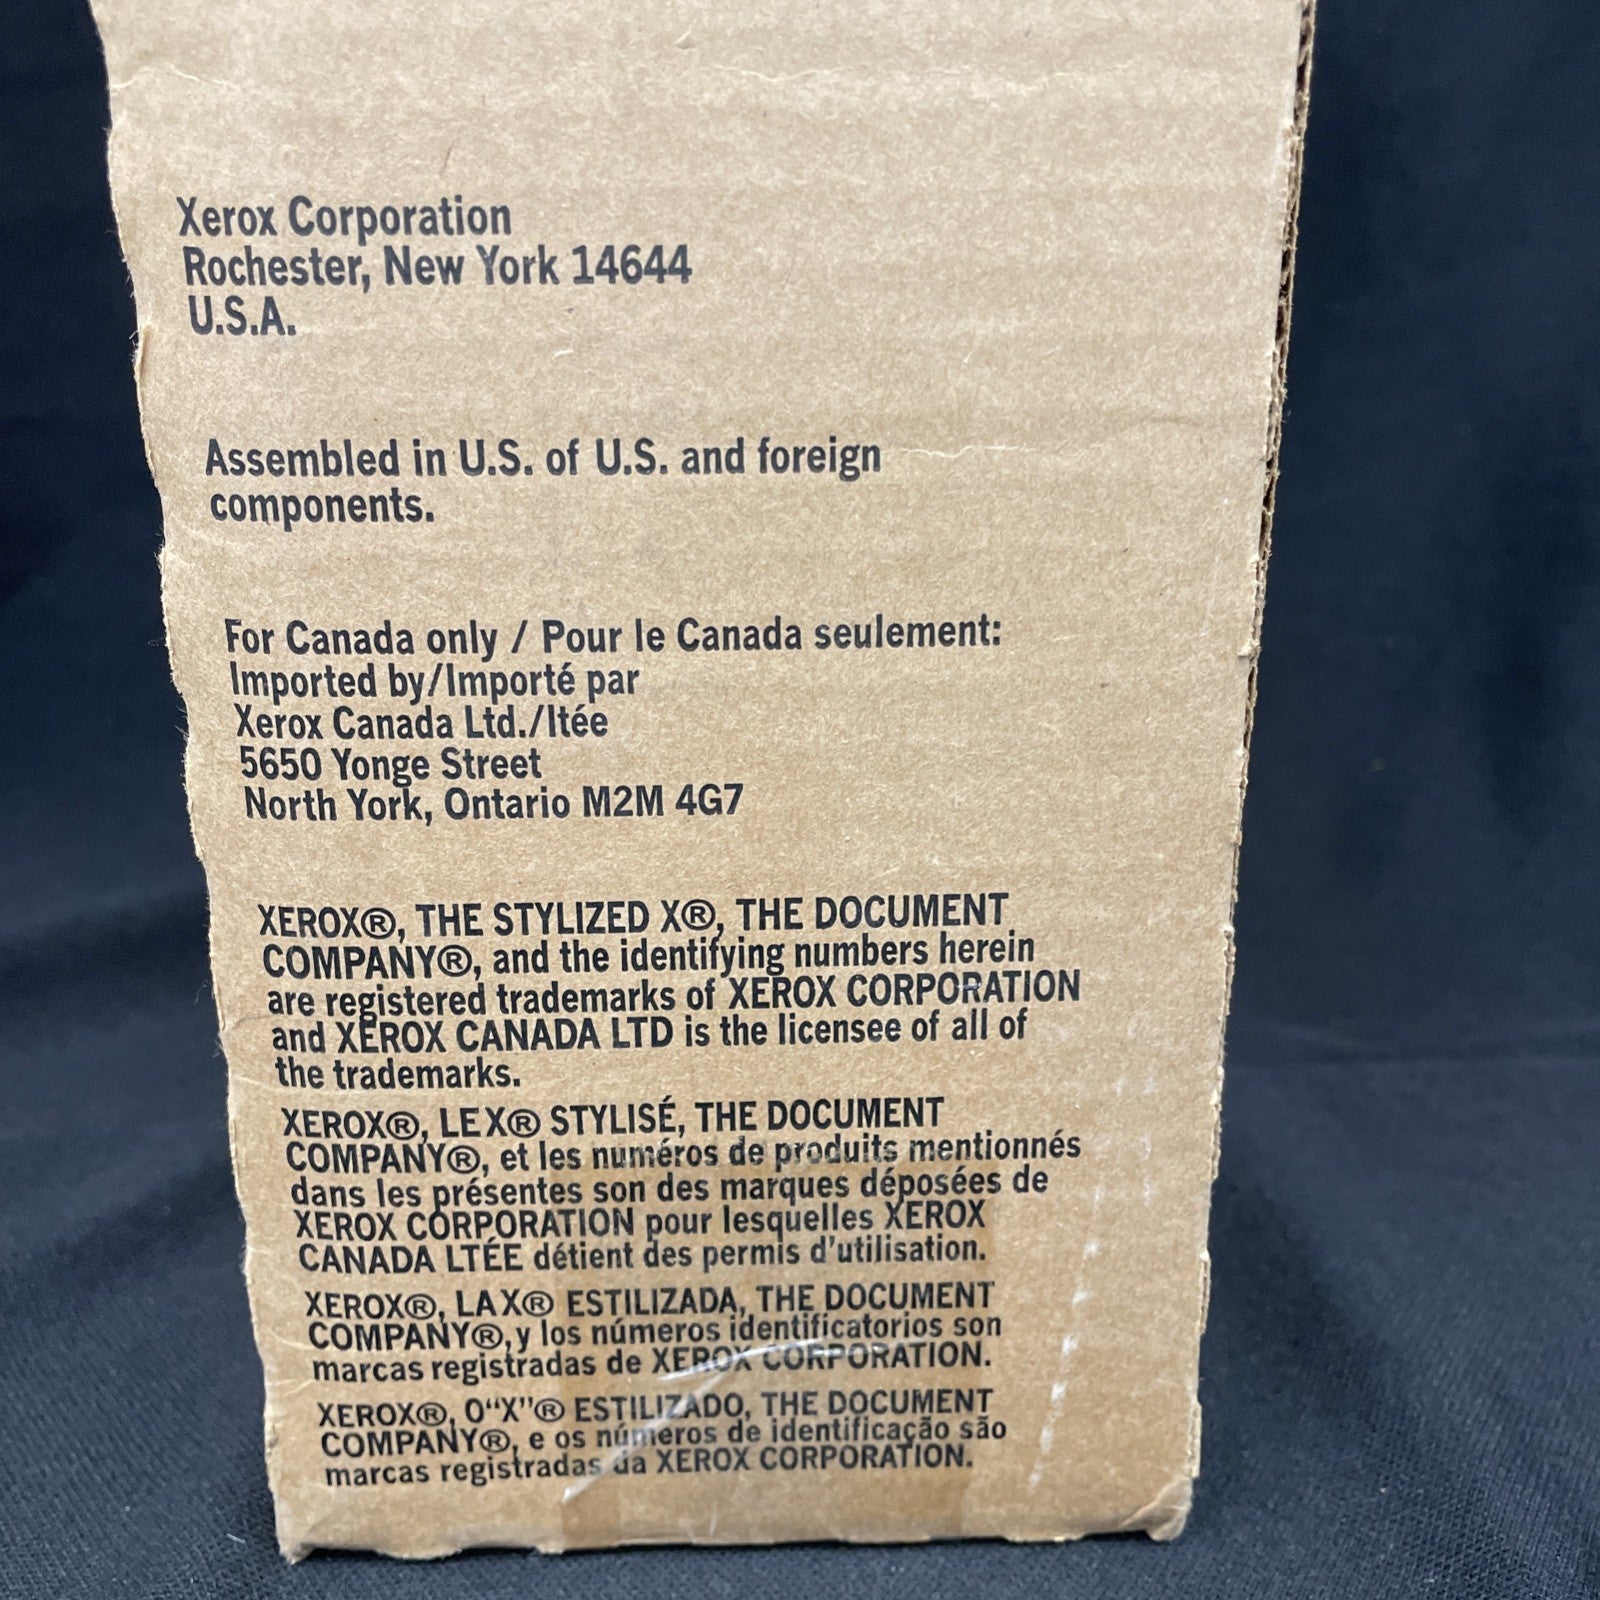 Xerox Corporation
Rochester, New York 14644
U.S.A.
Assembled in U.S. of U.S. and foreign
components.
For Canada only / Pour le Canada seulement:
Imported by/Importé par
Xerox Canada Ltd./ltée
5650 Yonge Street
North York, Ontario M2M 4G7
XEROX®, THE STYLIZED X®, THE DOCUMENT
COMPANY®, and the identifying numbers herein
are registered trademarks of XEROX CORPORATION
and XEROX CANADA LTD is the licensee of all of
the trademarks.
XEROX®, LE X® STYLISÉ, THE DOCUMENT
COMPANY®, et les numéros de produits mentionnés
dans les présentes son des marques déposées de
XEROX CORPORATION pour lesquelles XEROX
CANADA LTÉE détient des permis d'utilisation.
XEROX®, LA X® ESTILIZADA, THE DOCUMENT
COMPANY®,y los números identificatorios son
marcas registradas de XEROX CORPORATION.
XEROX®, O“X”® ESTILIZADO, THE DOCUMENT
COMPANY®, e os números de identificação são
marcas registradas da XEROX CORPORATION.